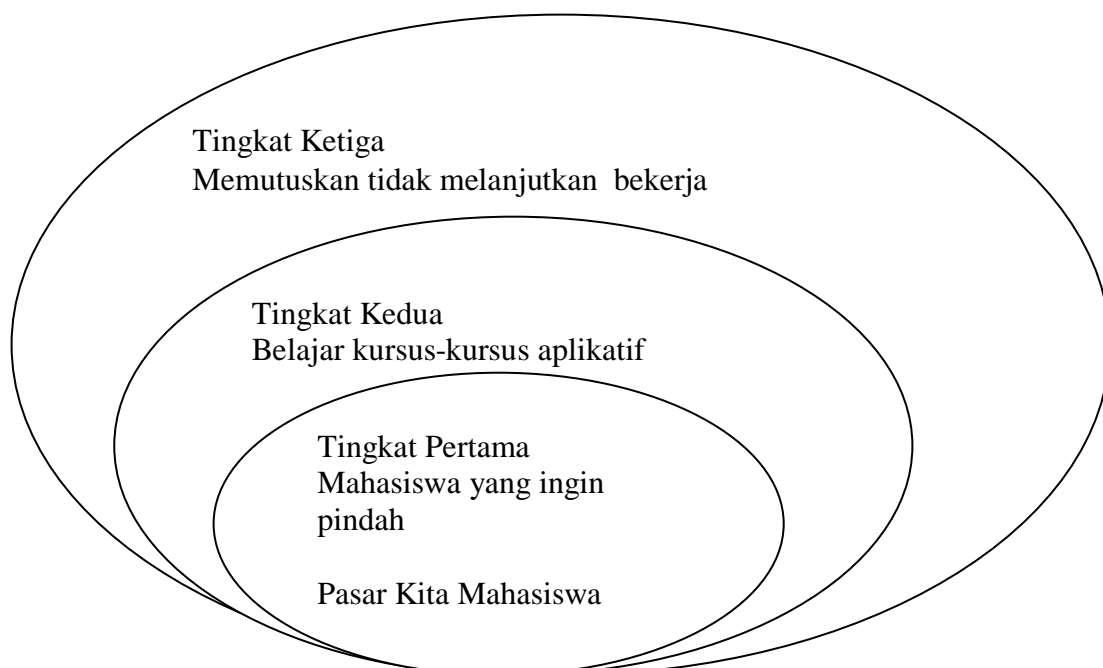 Tingkat Ketiga
Memutuskan tidak melanjutkan  bekerja
Tingkat Kedua
Belajar kursus-kursus aplikatif
Tingkat Pertama
Mahasiswa yang ingin
pindah
Pasar Kita Mahasiswa